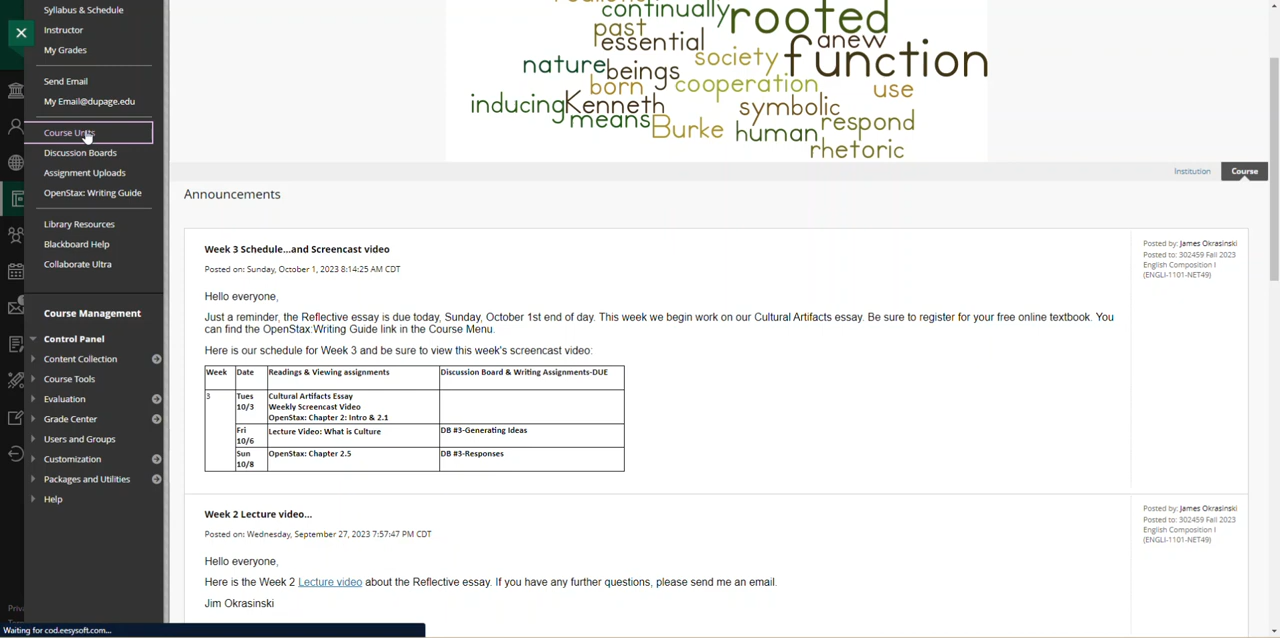 Syllabus & Schedule
Instructor
My Grades
Send Email
My Email@dupage.edu
Course Units
Discussion Boards
Assignment Uploads
OpenStax: Writing Guide
Library Resources
Blackboard Help
Collaborate Ultra
Course Management
Control Panel
Content Collection
Course Tools
Evaluation
Grade Center
Users and Groups
Customization
Packages and Utilities
Help
continually
rooted
past
essential
anew
function
society
nature
beings
born
cooperation
use
inducing
Kenneth
symbolic
means
Burke
human
respond
rhetoric
Institution
Course
Announcements
Week 3 Schedule...and Screencast video
Posted on: Sunday, October 1, 2023 8:14:25 AM CDT
Posted by: James Okrasinski
Posted to: 302459 Fall 2023
English Composition I
(ENGLI-1101-NET49)
Hello everyone,
Just a reminder, the Reflective essay is due today, Sunday, October 1st end of day. This week we begin work on our Cultural Artifacts essay. Be sure to register for your free online textbook. You
can find the OpenStax:Writing Guide link in the Course Menu.
Here is our schedule for Week 3 and be sure to view this week's screencast video:
Week Date Readings & Viewing assignments Discussion Board & Writing Assignments-DUE
3 Tues Cultural Artifacts Essay
10/3 Weekly Screencast Video
OpenStax: Chapter 2: Intro & 2.1
Fri Lecture Video: What is Culture DB #3-Generating Ideas
10/6
Sun OpenStax: Chapter 2.5 DB #3-Responses
10/8
Week 2 Lecture video...
Posted on: Wednesday, September 27, 2023 7:57:47 PM CDT
Posted by: James Okrasinski
Posted to: 302459 Fall 2023
English Composition I
(ENGLI-1101-NET49)
Hello everyone,
Here is the Week 2 Lecture video about the Reflective essay. If you have any further questions, please send me an email.
Jim Okrasinski
Waiting for cod.eesysoft.com...